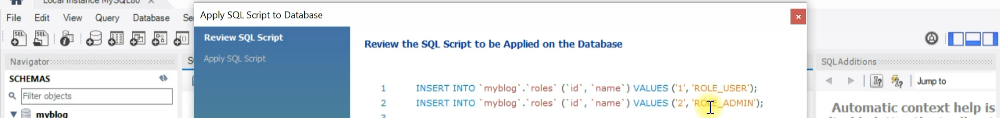 Local instance MySQL80 ×
File Edit View Query Database Se
Apply SQL Script to Database
Review SQL Script
Apply SQL Script
Review the SQL Script to be Applied on the Database
1 INSERT INTO `myblog`.`roles` (`id`, `name`) VALUES ('1', 'ROLE_USER');
2 INSERT INTO `myblog`.`roles` (`id`, `name`) VALUES ('2', 'ROLE_ADMIN');
3
Navigator
SCHEMAS
Filter objects
myblog
SQLAdditions
Jump to
Automatic context help is